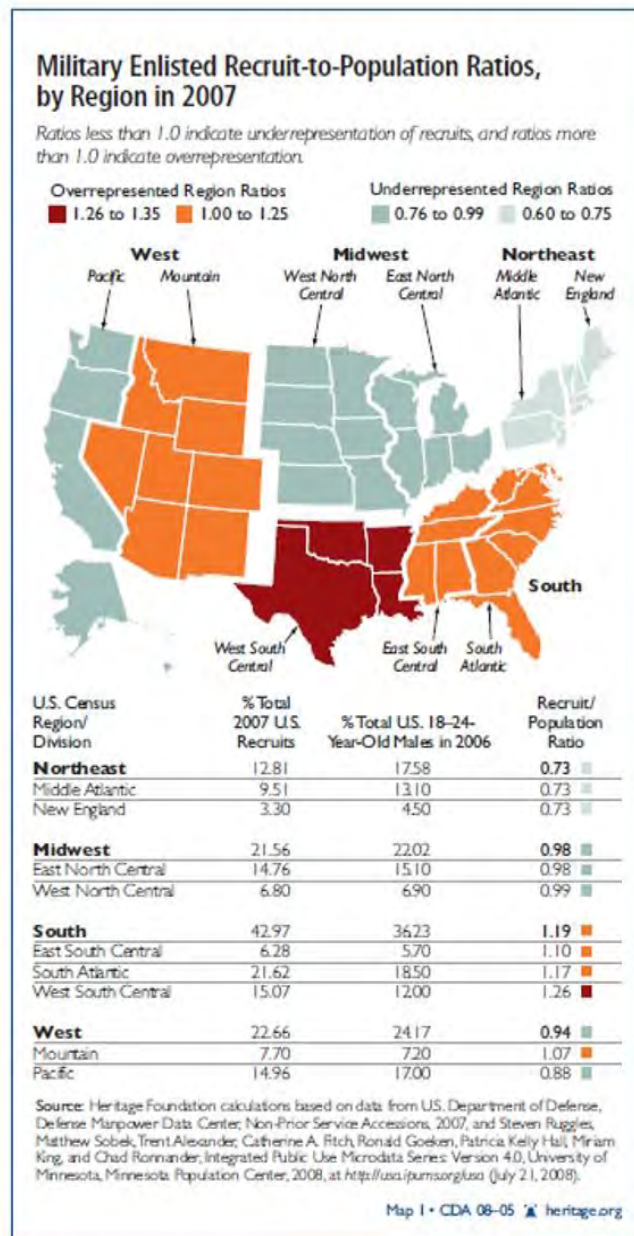 Military Enlisted Recruit-to-Population Ratios,
by Region in 2007
Ratios less than 1.0 indicate underrepresentation of recruits, and ratios more
than 1.0 indicate overrepresentation.
Overrepresented Region Ratios
1.26 to 1.35 1.00 to 1.25
Underrepresented Region Ratios
0.76 to 0.99 0.60 to 0.75
West Midwest Northeast
Pacific Mountain West North Central East North Central Middle Atlantic New England
South
West South Central East South Central South Atlantic
U.S. Census Region/ Division % Total 2007 U.S. Recruits % Total U.S. 18–24-Year-Old Males in 2006 Recruit/ Population Ratio
Northeast 12.81 17.58 0.73
Middle Atlantic 9.51 13.10 0.73
New England 3.30 4.50 0.73
Midwest 21.56 22.02 0.98
East North Central 14.76 15.10 0.98
West North Central 6.80 6.90 0.99
South 42.97 36.23 1.19
East South Central 6.28 5.70 1.10
South Atlantic 21.62 18.50 1.17
West South Central 15.07 12.00 1.26
West 22.66 24.17 0.94
Mountain 7.70 7.20 1.07
Pacific 14.96 17.00 0.88
Source: Heritage Foundation calculations based on data from U.S. Department of Defense,
Defense Manpower Data Center, Non-Prior Service Accessions, 2007, and Steven Ruggles,
Matthew Sobek, Trent Alexander, Catherine A. Fitch, Ronald Goeken, Patricia Kelly Hall, Miriam
King, and Chad Ronnander, Integrated Public Use Microdata Series: Version 4.0, University of
Minnesota, Minnesota Population Center, 2008, at http://usa.ipums.org/usa (July 21, 2008).
Map 1 • CDA 08–05 heritage.org